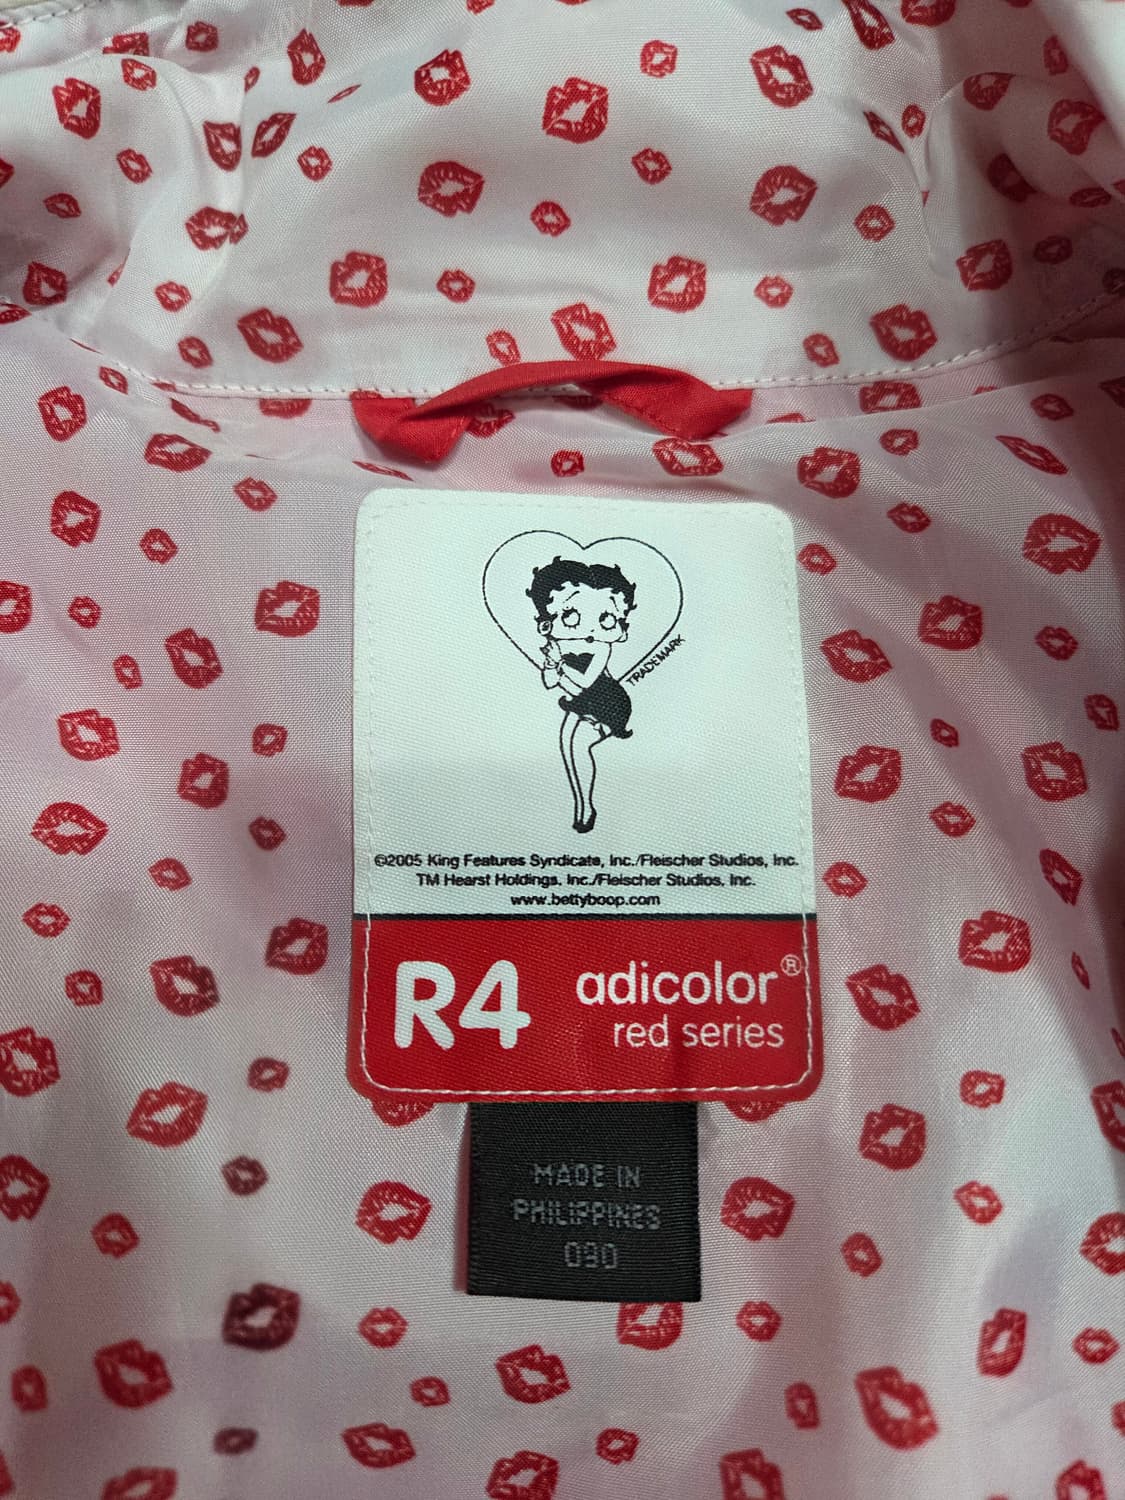 TRADEMARK
©2005 King Features Syndicate, Inc./Fleischer Studios, Inc.
TM Hearst Holdings, Inc./Fleischer Studios, Inc.
www.bettyboop.com
R4 adicolor®
red series
MADE IN
PHILIPPINES
090